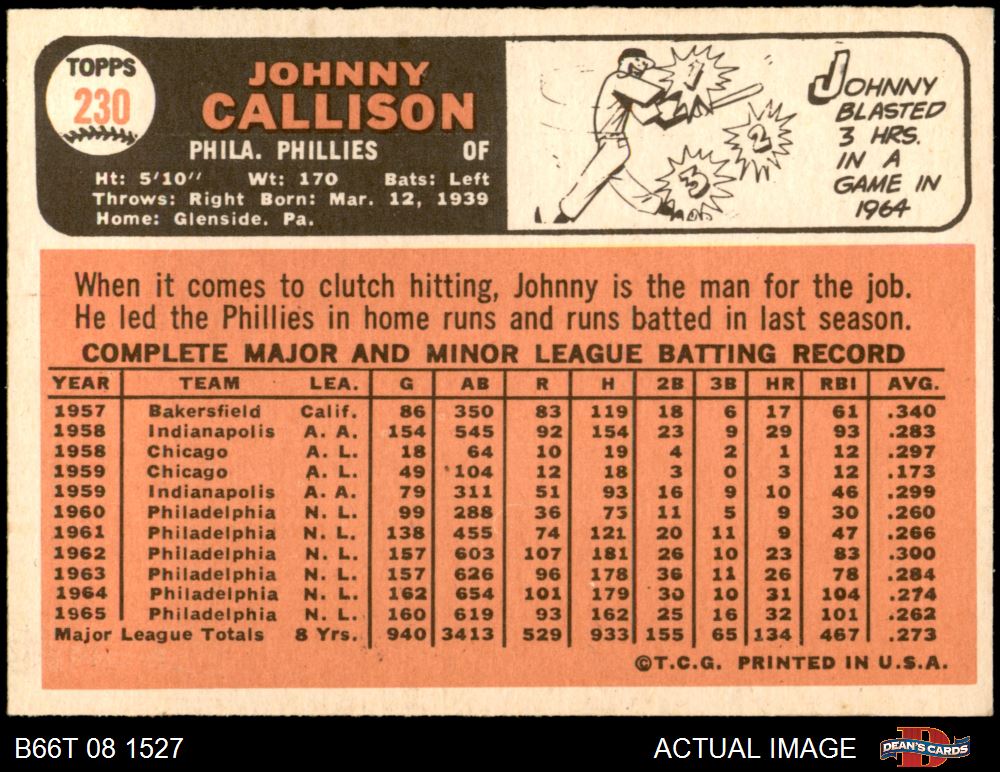 TOPPS
230
JOHNNY
CALLISON
PHILA. PHILLIES OF
Ht: 5'10" Wt: 170 Bats: Left
Throws: Right Born: Mar. 12, 1939
Home: Glenside. Pa.
1
2
3
JOHNNY
BLASTED
3 HRS.
IN A
GAME IN
1964
When it comes to clutch hitting, Johnny is the man for the job.
He led the Phillies in home runs and runs batted in last season.
COMPLETE MAJOR AND MINOR LEAGUE BATTING RECORD
YEAR TEAM LEA. G AB R H 2B 3B HR RBI AVG.
1957 Bakersfield Calif. 86 350 83 119 18 6 17 61 .340
1958 Indianapolis A. A. 154 545 92 154 23 9 29 93 .283
1958 Chicago A. L. 18 64 10 19 4 2 1 12 .297
1959 Chicago A. L. 49 104 12 18 3 0 3 12 .173
1959 Indianapolis A. A. 79 311 51 93 16 9 10 46 .299
1960 Philadelphia N. L. 99 288 36 73 11 5 9 30 .260
1961 Philadelphia N. L. 138 455 74 121 20 11 9 47 .266
1962 Philadelphia N. L. 157 603 107 181 26 10 23 83 .300
1963 Philadelphia N. L. 157 626 96 178 36 11 26 78 .284
1964 Philadelphia N. L. 162 654 101 179 30 10 31 104 .274
1965 Philadelphia N. L. 160 619 93 162 25 16 32 101 .262
Major League Totals 8 Yrs. 940 3413 529 933 155 65 134 467 .273
©T.C.G. PRINTED IN U.S.A.
B66T 08 1527 ACTUAL IMAGE DEAN'S CARDS